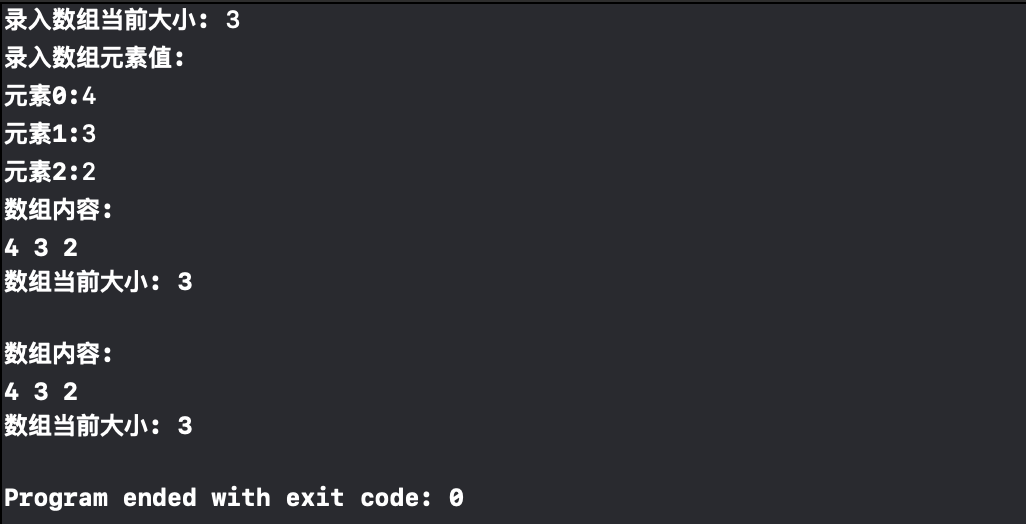 录入数组当前大小: 3
录入数组元素值:
元素0:4
元素1:3
元素2:2
数组内容:
4 3 2
数组当前大小: 3
数组内容:
4 3 2
数组当前大小: 3
Program ended with exit code: 0